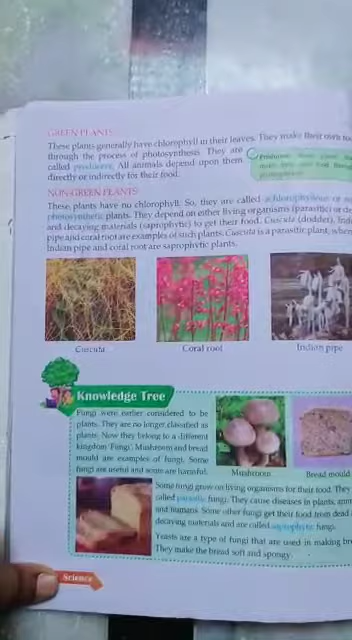 GREEN PLANTS
These plants generally have chlorophyll in their leaves. They make their own
through the process of photosynthesis. They are
called producers. All animals depend upon them
directly or indirectly for their food.
Producers
NON-GREEN PLANTS
These plants have no chlorophyll. So, they are called achlorophyllous or
photosynthetic plants. They depend on either living organisms (parasitic) or
and decaying materials (saprophytic) to get their food. Cuscuta (dodder),
pipe and coral root are examples of such plants. Cuscuta is a parasitic plant,
Indian pipe and coral root are saprophytic plants.
Cuscuta
Coral root
Indian pipe
Knowledge Tree
Fungi were earlier considered to be
plants. They are no longer classified as
plants. Now they belong to a different
kingdom 'Fungi'. Mushroom and bread
mould are examples of fungi. Some
fungi are useful and some are harmful.
Mushroom
Bread mould
Some fungi grow on living organisms for their food. They
called parasitic fungi. They cause diseases in plants,
and humans. Some other fungi get their food from dead
decaying materials and are called saprophytic fungi.
Yeasts are a type of fungi that are used in making
They make the bread soft and spongy.
Science